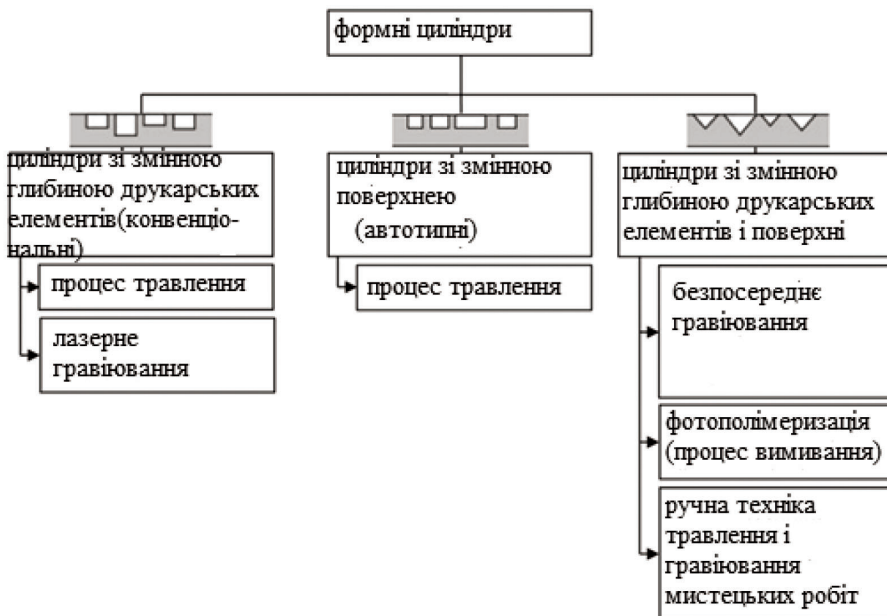 формні циліндри
циліндри зі змінною
глибиною друкарських
елементів(конвенціо-
нальні)
процес травлення
лазерне
гравіювання
циліндри зі змінною
поверхнею
(автотипні)
процес травлення
циліндри зі змінною
глибиною друкарських
елементів і поверхні
безпосереднє
гравіювання
фотополімеризація
(процес вимивання)
ручна техніка
травлення і
гравіювання
мистецьких робіт